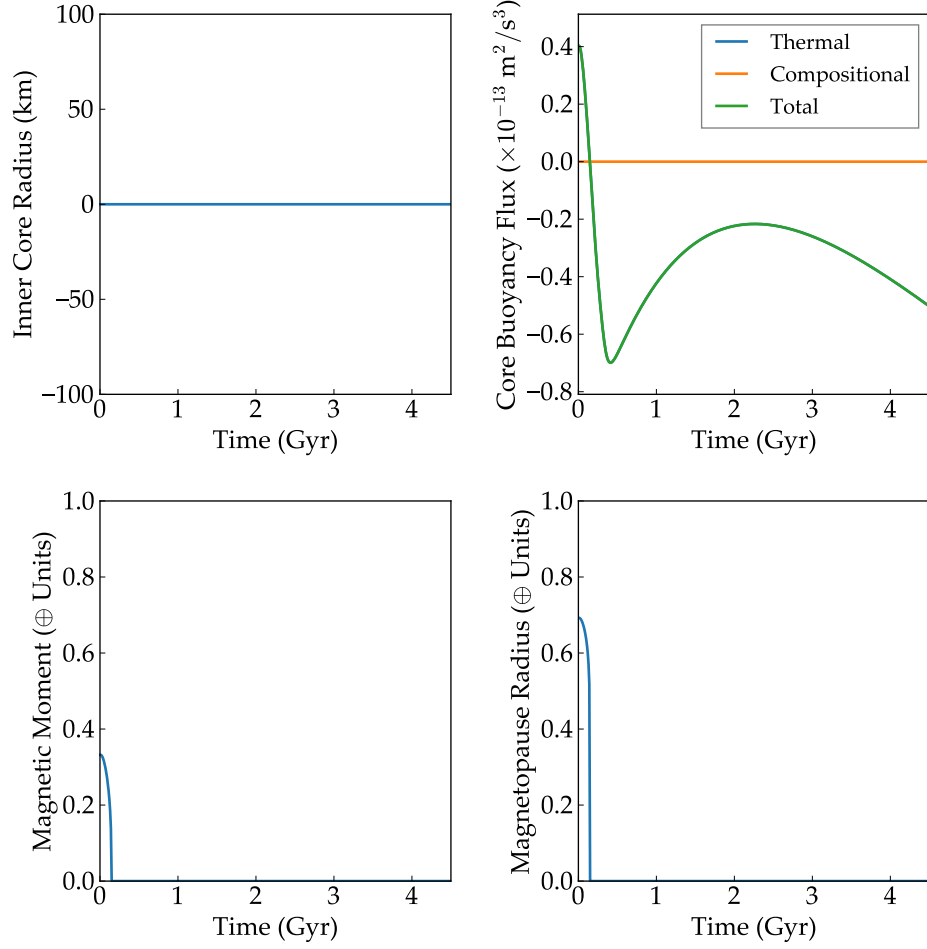 100
50
0
−50
−100
Inner Core Radius (km)
0 1 2 3 4
Time (Gyr)
0.4
0.2
0.0
−0.2
−0.4
−0.6
−0.8
Core Buoyancy Flux (×10⁻¹³ m²/s³)
Thermal
Compositional
Total
0 1 2 3 4
Time (Gyr)
1.0
0.8
0.6
0.4
0.2
0.0
Magnetic Moment (⊕ Units)
0 1 2 3 4
Time (Gyr)
1.0
0.8
0.6
0.4
0.2
0.0
Magnetopause Radius (⊕ Units)
0 1 2 3 4
Time (Gyr)